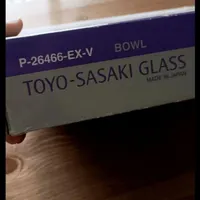 P-26466-EX-V BOWL
TOYO-SASAKI GLASS
MADE IN JAPAN